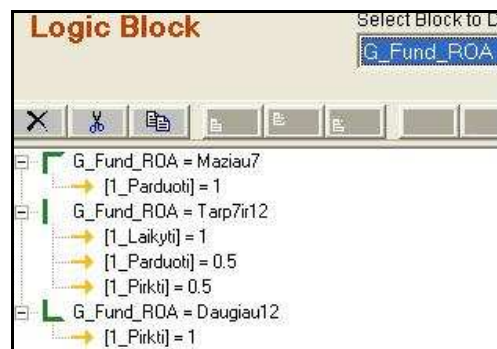 Logic Block
Select Block to D
G_Fund_ROA
G_Fund_ROA = Maziau7
[1_Parduoti] = 1
G_Fund_ROA = Tarp7ir12
[1_Laikyti] = 1
[1_Parduoti] = 0.5
[1_Pirkti] = 0.5
G_Fund_ROA = Daugiau12
[1_Pirkti] = 1